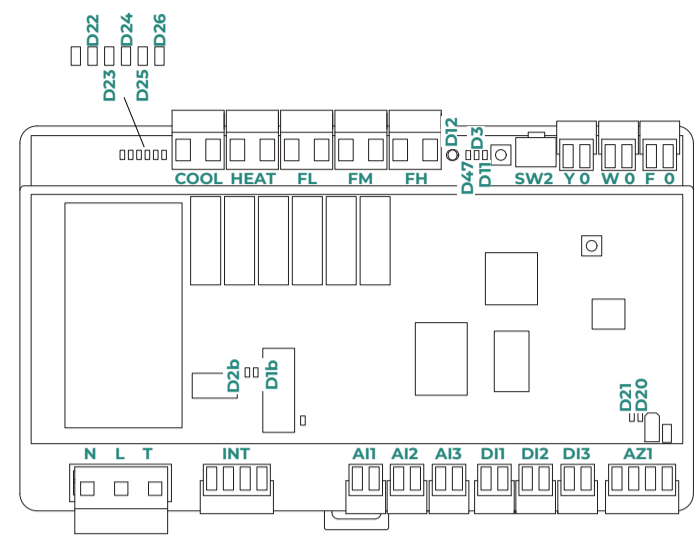 D22 D24 D26
D23 D25
D12 D3
D47 D11
COOL HEAT FL FM FH SW2 Y 0 W 0 F 0
D2b D1b
D21 D20
N L T INT AI1 AI2 AI3 DI1 DI2 DI3 AZ1